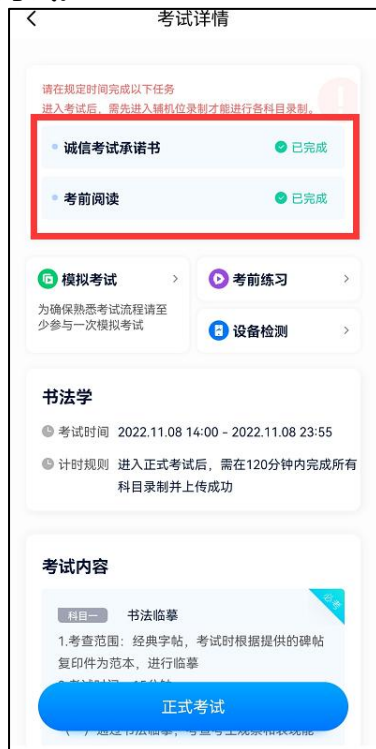 考试详情
请在规定时间完成以下任务
进入考试后，需先进入辅机位录制才能进行各科目录制。
诚信考试承诺书 已完成
考前阅读 已完成
模拟考试
为确保熟悉考试流程请至
少参与一次模拟考试
考前练习
设备检测
书法学
考试时间 2022.11.08 14:00 - 2022.11.08 23:55
计时规则 进入正式考试后，需在120分钟内完成所有
科目录制并上传成功
考试内容
必考
科目一 书法临摹
1.考查范围：经典字帖，考试时根据提供的碑帖
复印件为范本，进行临摹
正式考试